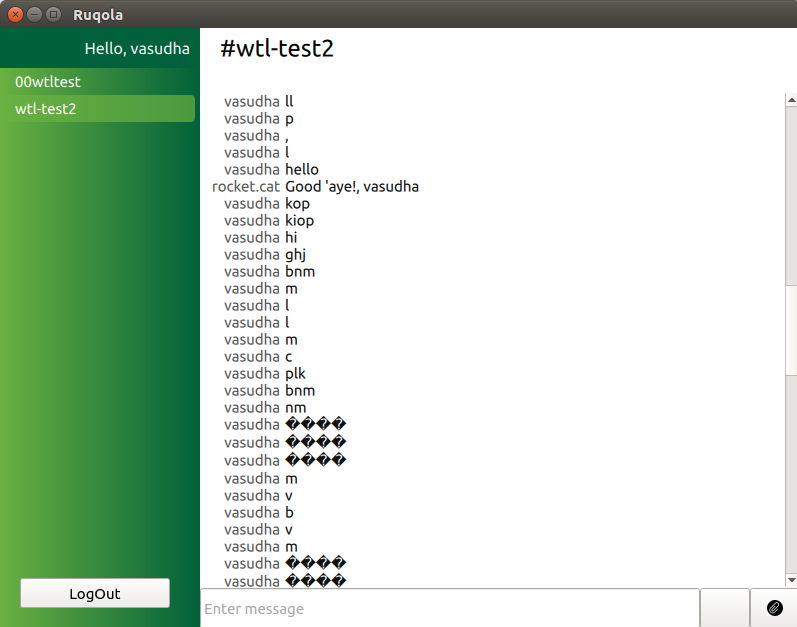 Ruqola
Hello, vasudha
00wtltest
wtl-test2
LogOut
#wtl-test2
vasudha ll
vasudha p
vasudha ,
vasudha l
vasudha hello
rocket.cat Good 'aye!, vasudha
vasudha kop
vasudha kiop
vasudha hi
vasudha ghj
vasudha bnm
vasudha m
vasudha l
vasudha l
vasudha m
vasudha c
vasudha plk
vasudha bnm
vasudha nm
vasudha ����
vasudha ����
vasudha ����
vasudha m
vasudha v
vasudha b
vasudha v
vasudha m
vasudha ����
vasudha ����
Enter message